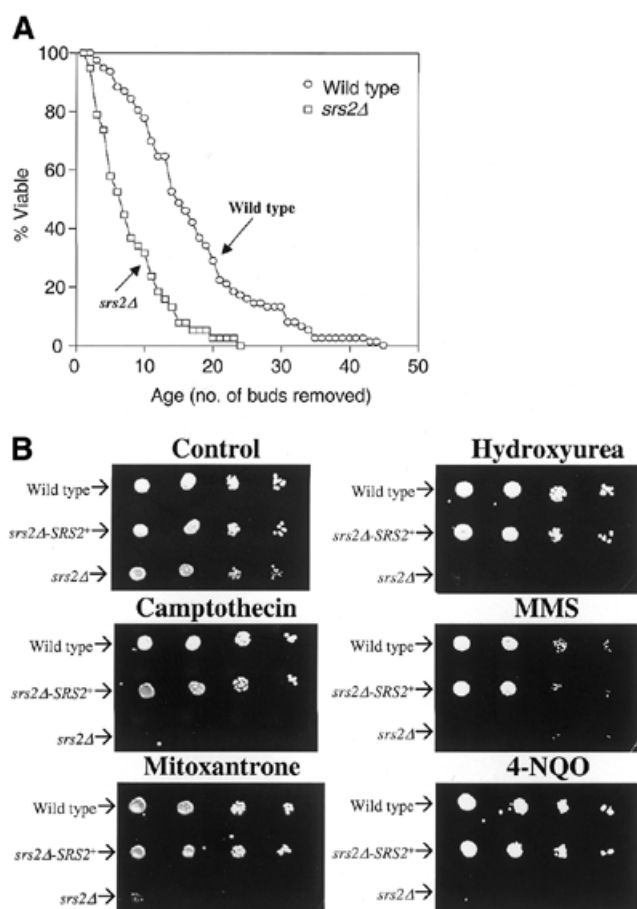 A
100
80
60
40
20
0
% Viable
○ Wild type
□ srs2Δ
Wild type
srs2Δ
0 10 20 30 40 50
Age (no. of buds removed)
B
Control
Wild type
srs2Δ-SRS2⁺
srs2Δ
Hydroxyurea
Wild type
srs2Δ-SRS2⁺
srs2Δ
Camptothecin
Wild type
srs2Δ-SRS2⁺
srs2Δ
MMS
Wild type
srs2Δ-SRS2⁺
srs2Δ
Mitoxantrone
Wild type
srs2Δ-SRS2⁺
srs2Δ
4-NQO
Wild type
srs2Δ-SRS2⁺
srs2Δ